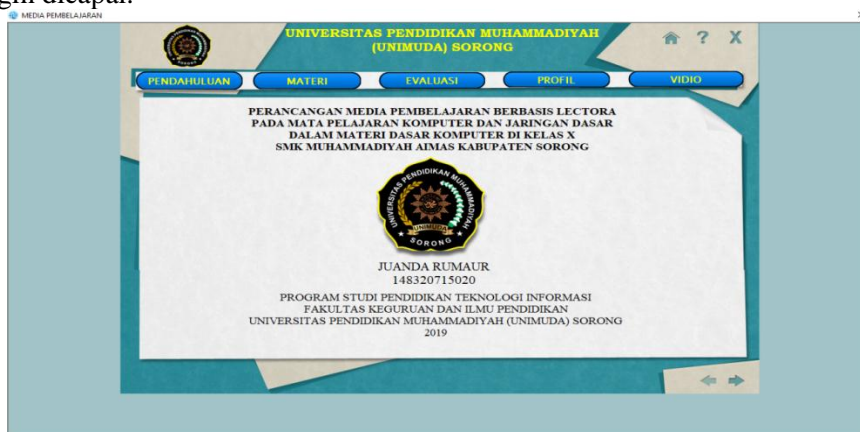 gin dicapai.
MEDIA PEMBELAJARAN
UNIVERSITAS PENDIDIKAN MUHAMMADIYAH
(UNIMUDA) SORONG
? X
PENDAHULUAN MATERI EVALUASI PROFIL VIDIO
PERANCANGAN MEDIA PEMBELAJARAN BERBASIS LECTORA
PADA MATA PELAJARAN KOMPUTER DAN JARINGAN DASAR
DALAM MATERI DASAR KOMPUTER DI KELAS X
SMK MUHAMMADIYAH AIMAS KABUPATEN SORONG
UNIVERSITAS PENDIDIKAN MUHAMMADIYAH
UNIMUDA
SORONG
JUANDA RUMAUR
148320715020
PROGRAM STUDI PENDIDIKAN TEKNOLOGI INFORMASI
FAKULTAS KEGURUAN DAN ILMU PENDIDIKAN
UNIVERSITAS PENDIDIKAN MUHAMMADIYAH (UNIMUDA) SORONG
2019